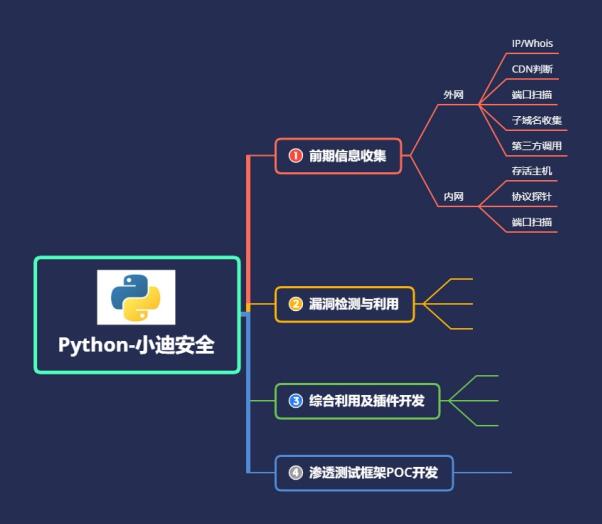 Python-小迪安全
① 前期信息收集
外网
IP/Whois
CDN判断
端口扫描
子域名收集
第三方调用
内网
存活主机
协议探针
端口扫描
② 漏洞检测与利用
③ 综合利用及插件开发
④ 渗透测试框架POC开发